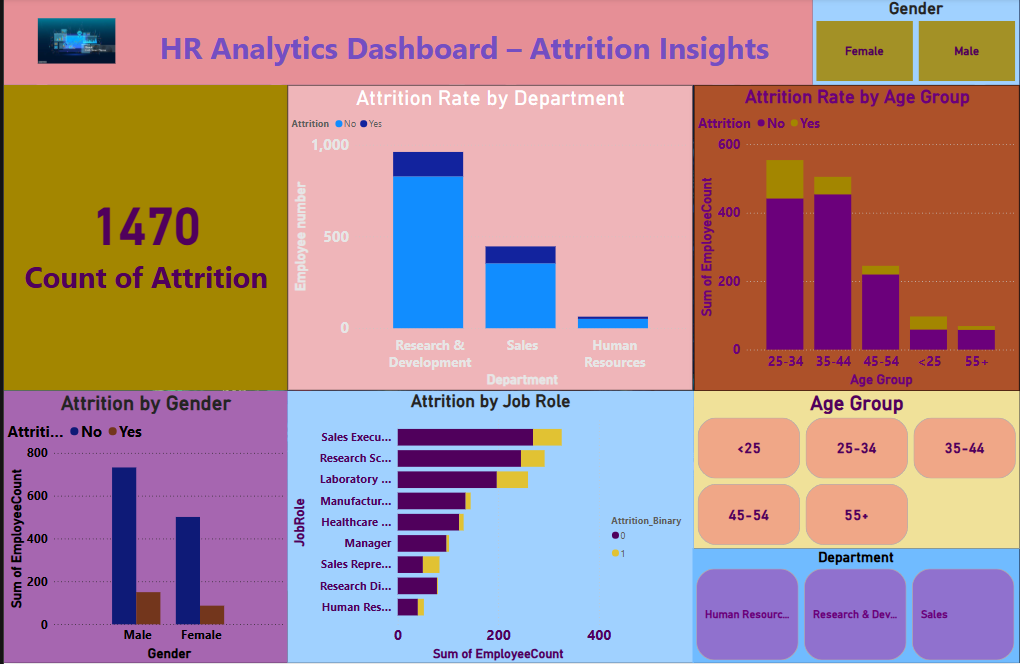 HR Analytics Dashboard – Attrition Insights
Gender
Female
Male
1470
Count of Attrition
Attrition Rate by Department
Attrition No Yes
Employee number
1,000
500
0
Research & Development
Sales
Human Resources
Department
Attrition Rate by Age Group
Attrition No Yes
Sum of EmployeeCount
600
400
200
0
25-34
35-44
45-54
<25
55+
Age Group
Attrition by Gender
Attriti... No Yes
Sum of EmployeeCount
800
600
400
200
0
Male
Female
Gender
Attrition by Job Role
JobRole
Sales Execu...
Research Sc...
Laboratory ...
Manufactur...
Healthcare ...
Manager
Sales Repre...
Research Di...
Human Res...
0
200
400
Sum of EmployeeCount
Attrition_Binary
0
1
Age Group
<25
25-34
35-44
45-54
55+
Department
Human Resourc...
Research & Dev...
Sales